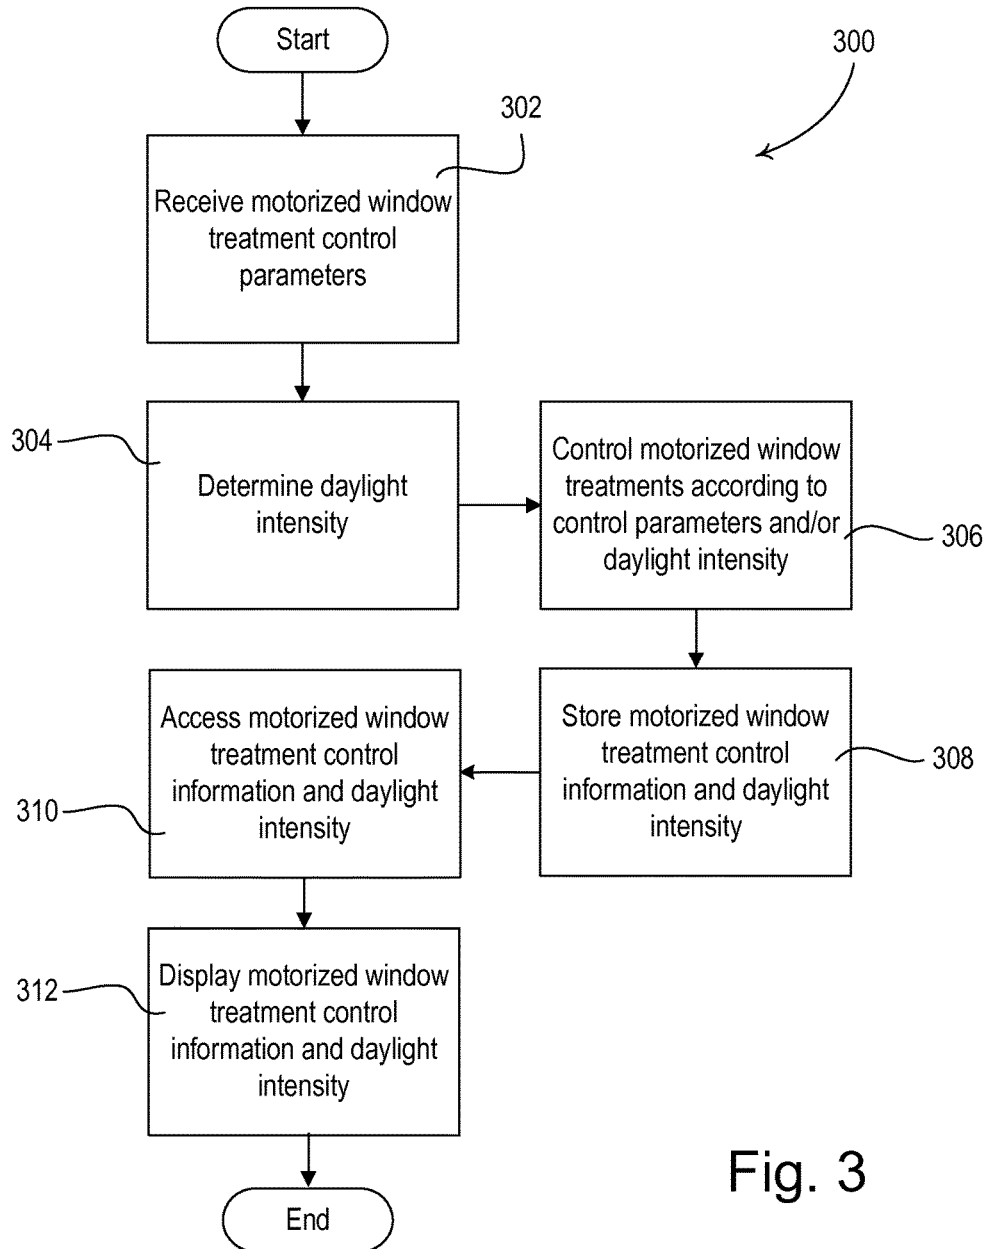 Start
300
302
Receive motorized window
treatment control
parameters
304
Determine daylight
intensity
Control motorized window
treatments according to
control parameters and/or
daylight intensity
306
Store motorized window
treatment control
information and daylight
intensity
308
Access motorized window
treatment control
information and daylight
intensity
310
Display motorized window
treatment control
information and daylight
intensity
312
End
Fig. 3